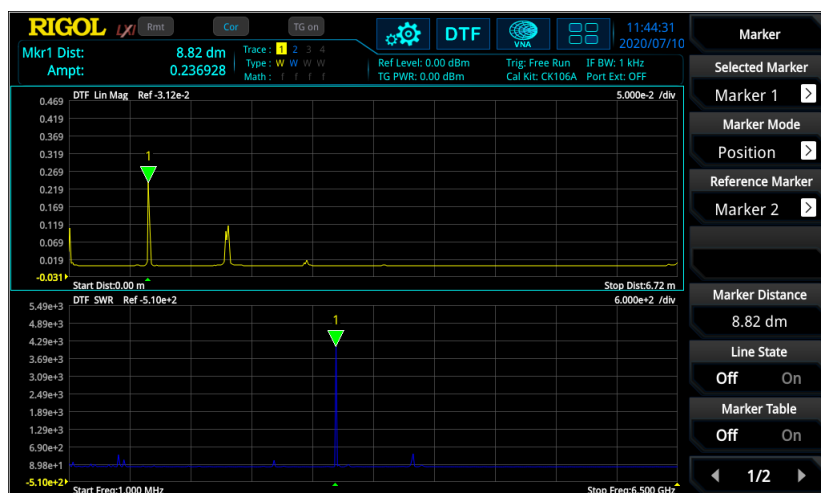 RIGOL LXI Rmt Cor TG on DTF VNA 11:44:31
2020/07/10
Mkr1 Dist: 8.82 dm
Ampt: 0.236928
Trace: 1 2 3 4
Type: W W W W
Math: f f f f
Ref Level: 0.00 dBm Trig: Free Run IF BW: 1 kHz
TG PWR: 0.00 dBm Cal Kit: CK106A Port Ext: OFF
DTF Lin Mag Ref -3.12e-2 5.000e-2 /div
0.469
0.419
0.369
0.319
0.269
0.219
0.169
0.119
0.069
0.019
-0.031
1
Start Dist:0.00 m Stop Dist:6.72 m
DTF SWR Ref -5.10e+2 6.000e+2 /div
5.49e+3
4.89e+3
4.29e+3
3.69e+3
3.09e+3
2.49e+3
1.89e+3
1.29e+3
6.90e+2
8.98e+1
-5.10e+2
1
Start Freq:1.000 MHz Stop Freq:6.500 GHz
Marker
Selected Marker
Marker 1
Marker Mode
Position
Reference Marker
Marker 2
Marker Distance
8.82 dm
Line State
Off On
Marker Table
Off On
1/2